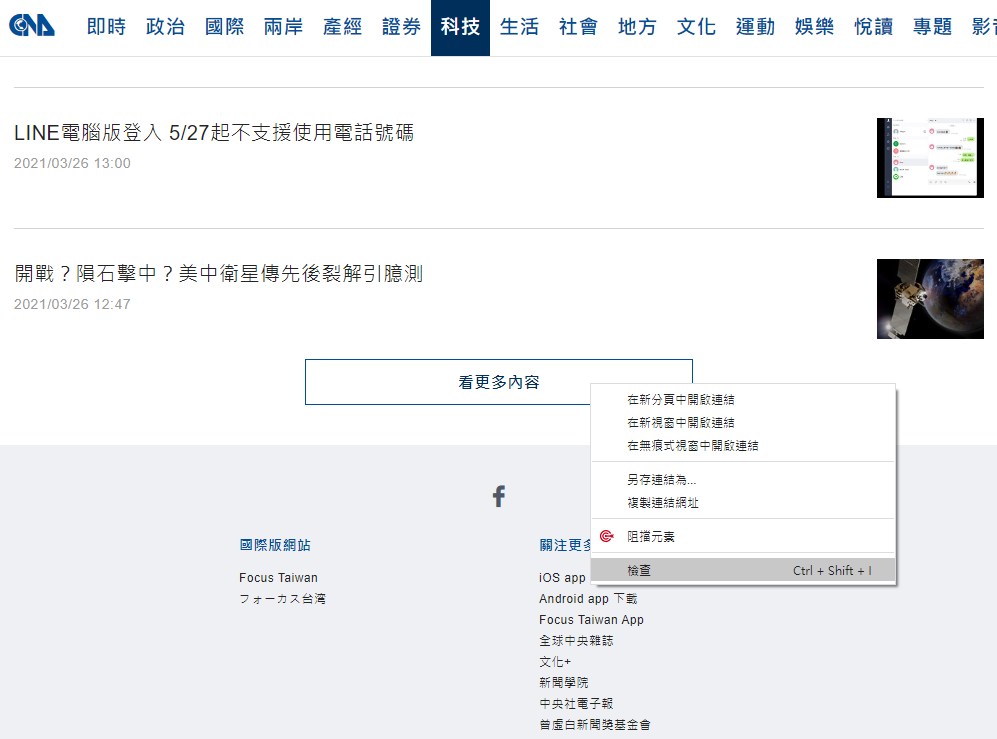 CNA 即時 政治 國際 兩岸 產經 證券 科技 生活 社會 地方 文化 運動 娛樂 悅讀 專題 影音
LINE電腦版登入 5/27起不支援使用電話號碼
2021/03/26 13:00
開戰？隕石擊中？美中衛星傳先後裂解引臆測
2021/03/26 12:47
看更多內容
在新分頁中開啟連結
在新視窗中開啟連結
在無痕式視窗中開啟連結
另存連結為...
複製連結網址
阻擋元素
檢查 Ctrl + Shift + I
國際版網站
Focus Taiwan
フォーカス台湾
關注更多
iOS app
Android app 下載
Focus Taiwan App
全球中央雜誌
文化+
新聞學院
中央社電子報
曾虛白新聞獎基金會